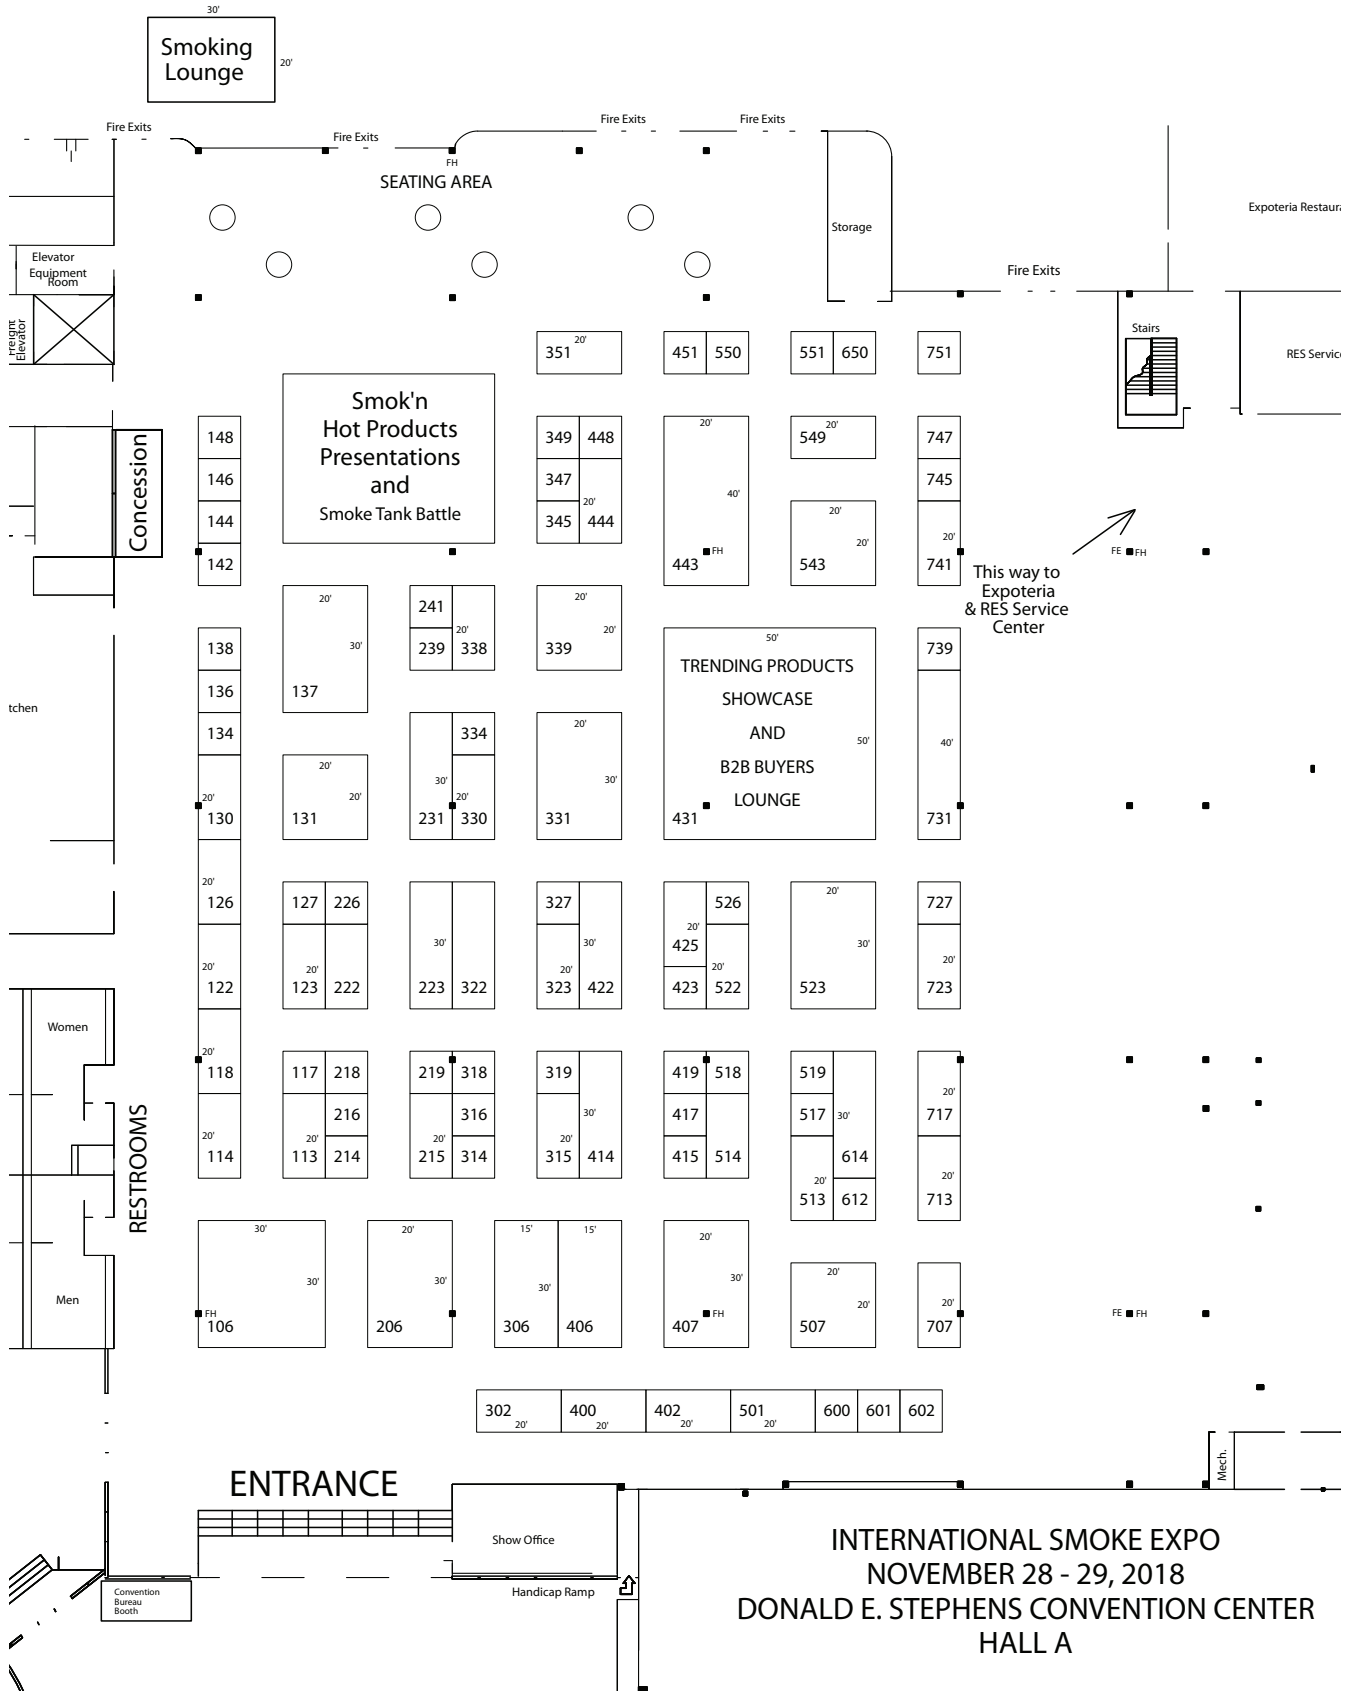 30'
Smoking
Lounge
20'
Fire Exits
Fire Exits
Fire Exits
Fire Exits
FH
SEATING AREA
Storage
Expoteria
Elevator
Equipment
Room
Fire Exits
Freight
Elevator
Stairs
RES
351 20'
451 550
551 650
751
Smok'n
Hot Products
Presentations
and
Smoke Tank Battle
Concession
148
146
144
142
349 448
347
20'
345 444
20'
40'
443 FH
549 20'
20'
20'
543
747
745
20'
741
FE FH
This way to
Expoteria
& RES Service
Center
20'
30'
137
241
20'
239 338
20'
20'
339
50'
TRENDING PRODUCTS
SHOWCASE
AND
B2B BUYERS
LOUNGE
50'
431
739
40'
731
138
136
134
20'
130
20'
20'
131
334
30' 20'
231 330
20'
30'
331
20'
126
20'
122
20'
118
20'
114
127 226
20'
123 222
30'
223 322
327
30'
20'
323 422
526
20'
425
20'
423 522
20'
30'
523
727
20'
723
Women
RESTROOMS
Men
117 218
216
20'
113 214
219 318
316
20'
215 314
319
30'
20'
315 414
419 518
417
415 514
519
517 30'
614
20'
513 612
20'
717
20'
713
30'
30'
FH
106
20'
30'
206
15' 15'
30'
306 406
20'
30'
FH
407
20'
20'
507
20'
707
FE FH
302 20'
400 20'
402 20'
501 20'
600 601 602
Mech.
ENTRANCE
Show Office
Handicap Ramp
Convention
Bureau
Booth
INTERNATIONAL SMOKE EXPO
NOVEMBER 28 - 29, 2018
DONALD E. STEPHENS CONVENTION CENTER
HALL A